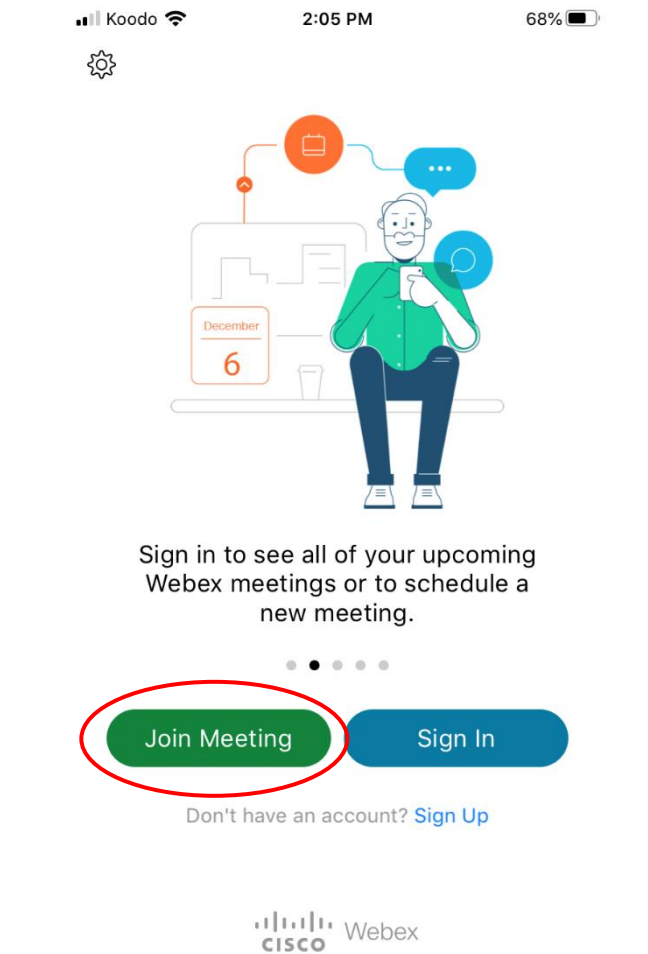 Koodo 2:05 PM 68%
December
6
Sign in to see all of your upcoming
Webex meetings or to schedule a
new meeting.
Join Meeting Sign In
Don't have an account? Sign Up
CISCO Webex